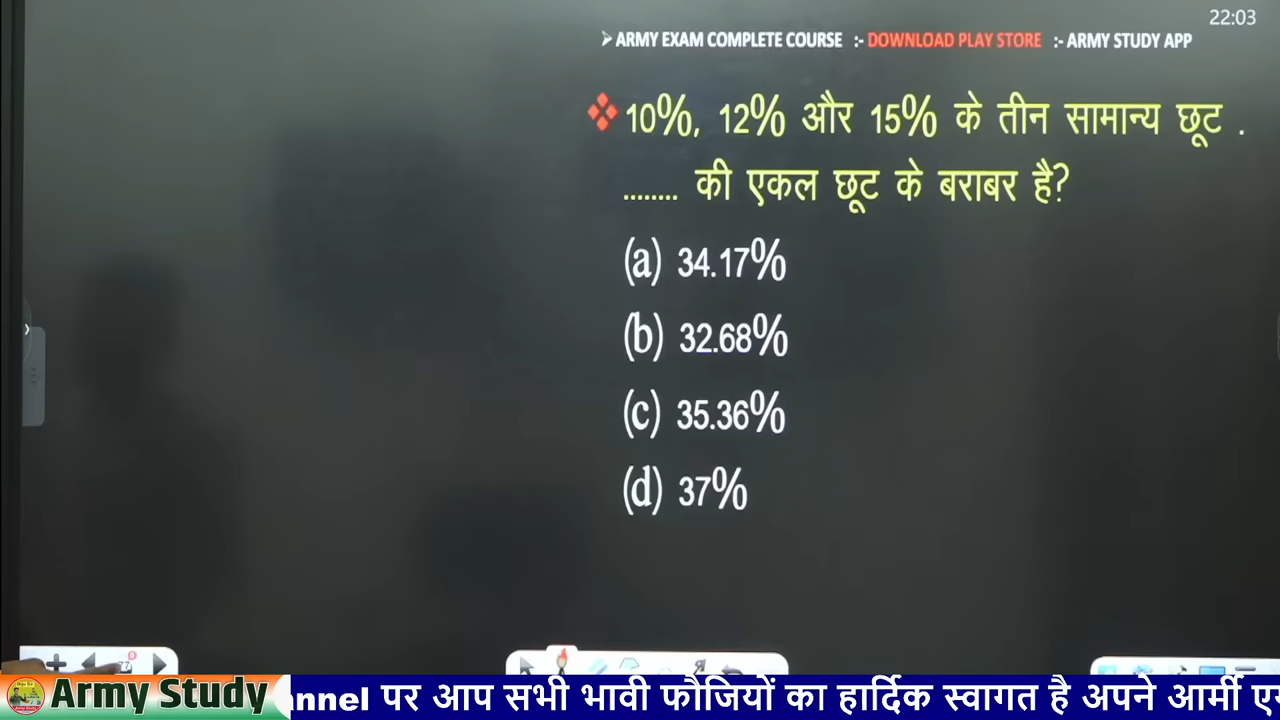 22:03
➢ ARMY EXAM COMPLETE COURSE :- DOWNLOAD PLAY STORE :- ARMY STUDY APP
❖ 10%, 12% और 15% के तीन सामान्य छूट .
........ की एकल छूट के बराबर है?
(a) 34.17%
(b) 32.68%
(c) 35.36%
(d) 37%
Army Study
nnel पर आप सभी भावी फौजियों का हार्दिक स्वागत है अपने आर्मी